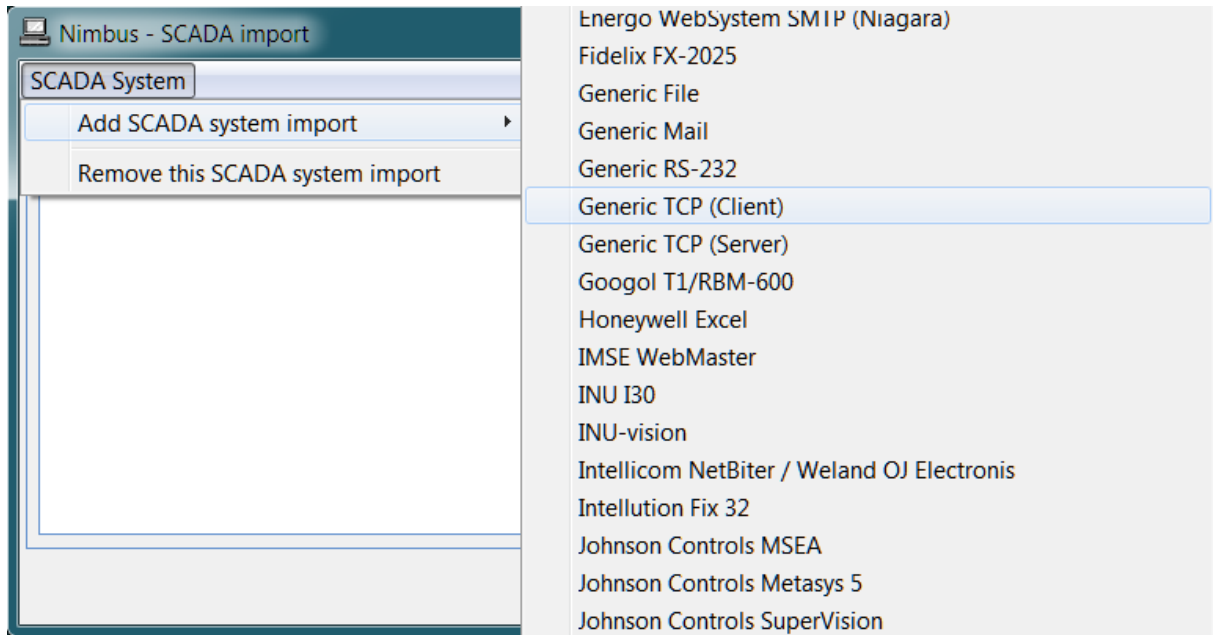 Nimbus - SCADA import
SCADA System
Add SCADA system import
Remove this SCADA system import
Energo WebSystem SMTP (Niagara)
Fidelix FX-2025
Generic File
Generic Mail
Generic RS-232
Generic TCP (Client)
Generic TCP (Server)
Googol T1/RBM-600
Honeywell Excel
IMSE WebMaster
INU I30
INU-vision
Intellicom NetBiter / Weland OJ Electronis
Intellution Fix 32
Johnson Controls MSEA
Johnson Controls Metasys 5
Johnson Controls SuperVision